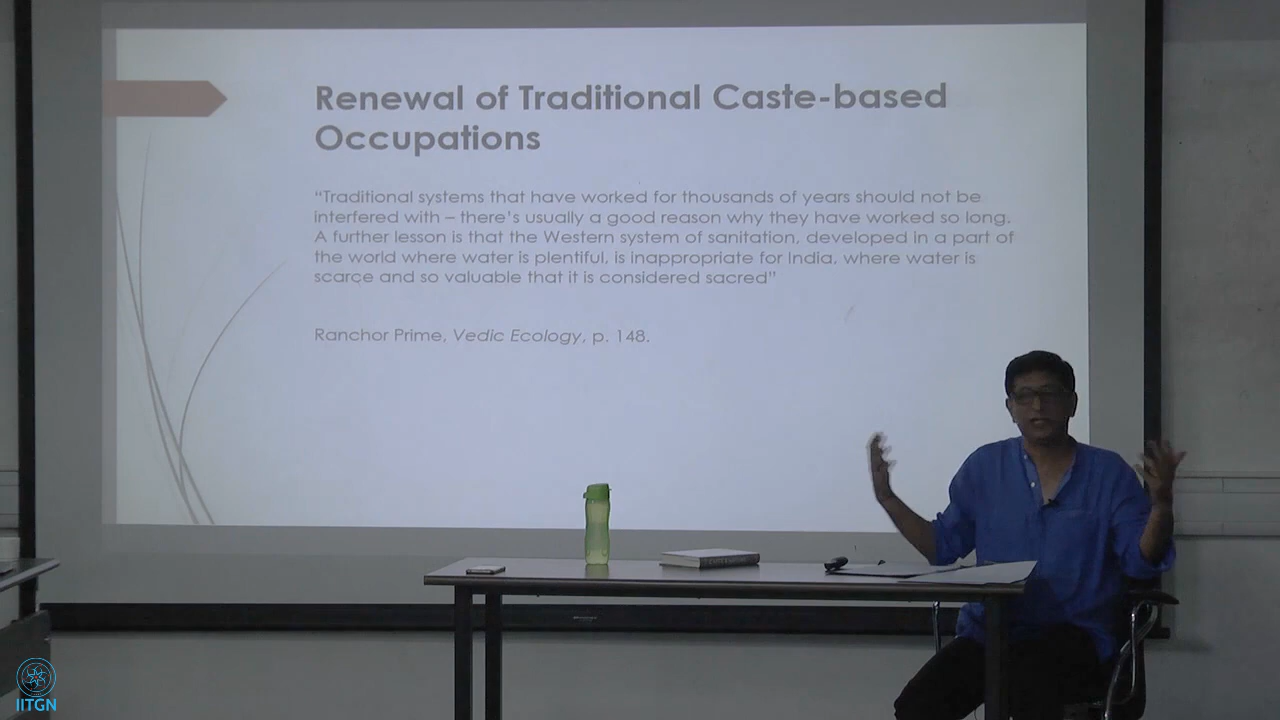 Renewal of Traditional Caste-based
Occupations
“Traditional systems that have worked for thousands of years should not be
interfered with – there’s usually a good reason why they have worked so long.
A further lesson is that the Western system of sanitation, developed in a part of
the world where water is plentiful, is inappropriate for India, where water is
scarce and so valuable that it is considered sacred”
Ranchor Prime, Vedic Ecology, p. 148.
IITGN